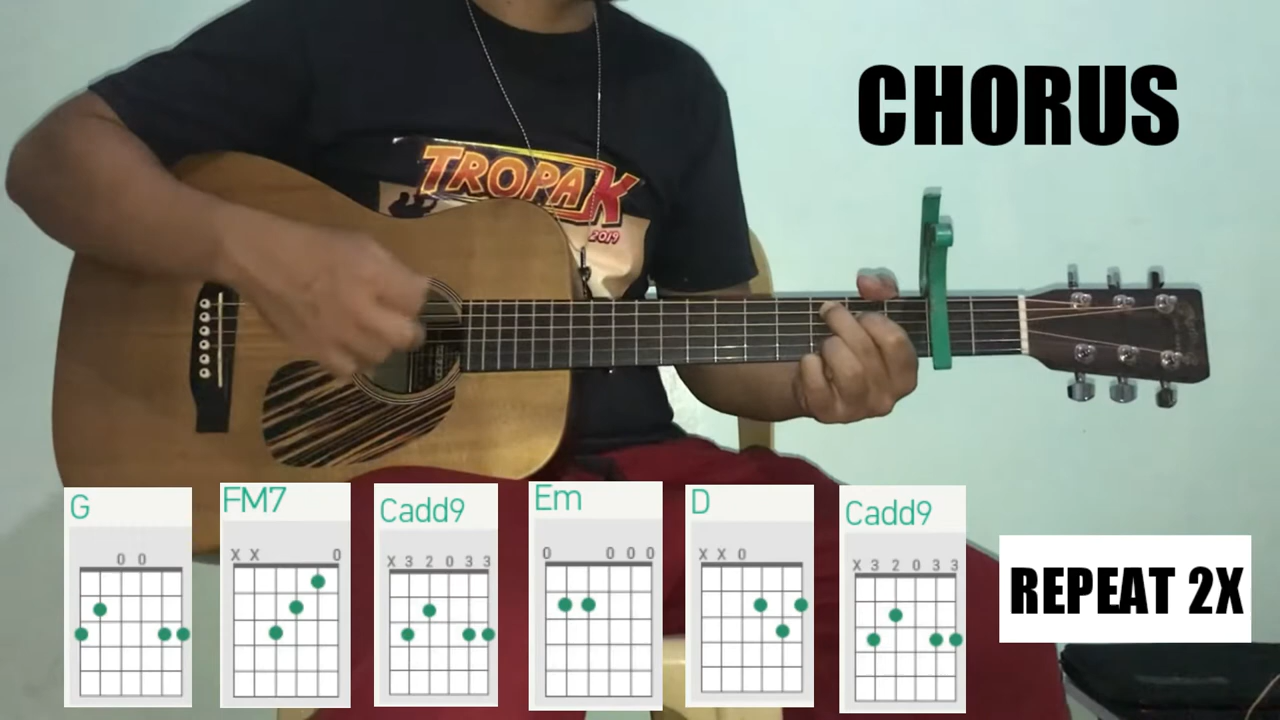 CHORUS
TROPA K
2019
G
0 0
FM7
X X 0
Cadd9
X 3 2 0 3 3
Em
0 0 0 0
D
X X 0
Cadd9
X 3 2 0 3 3
REPEAT 2X